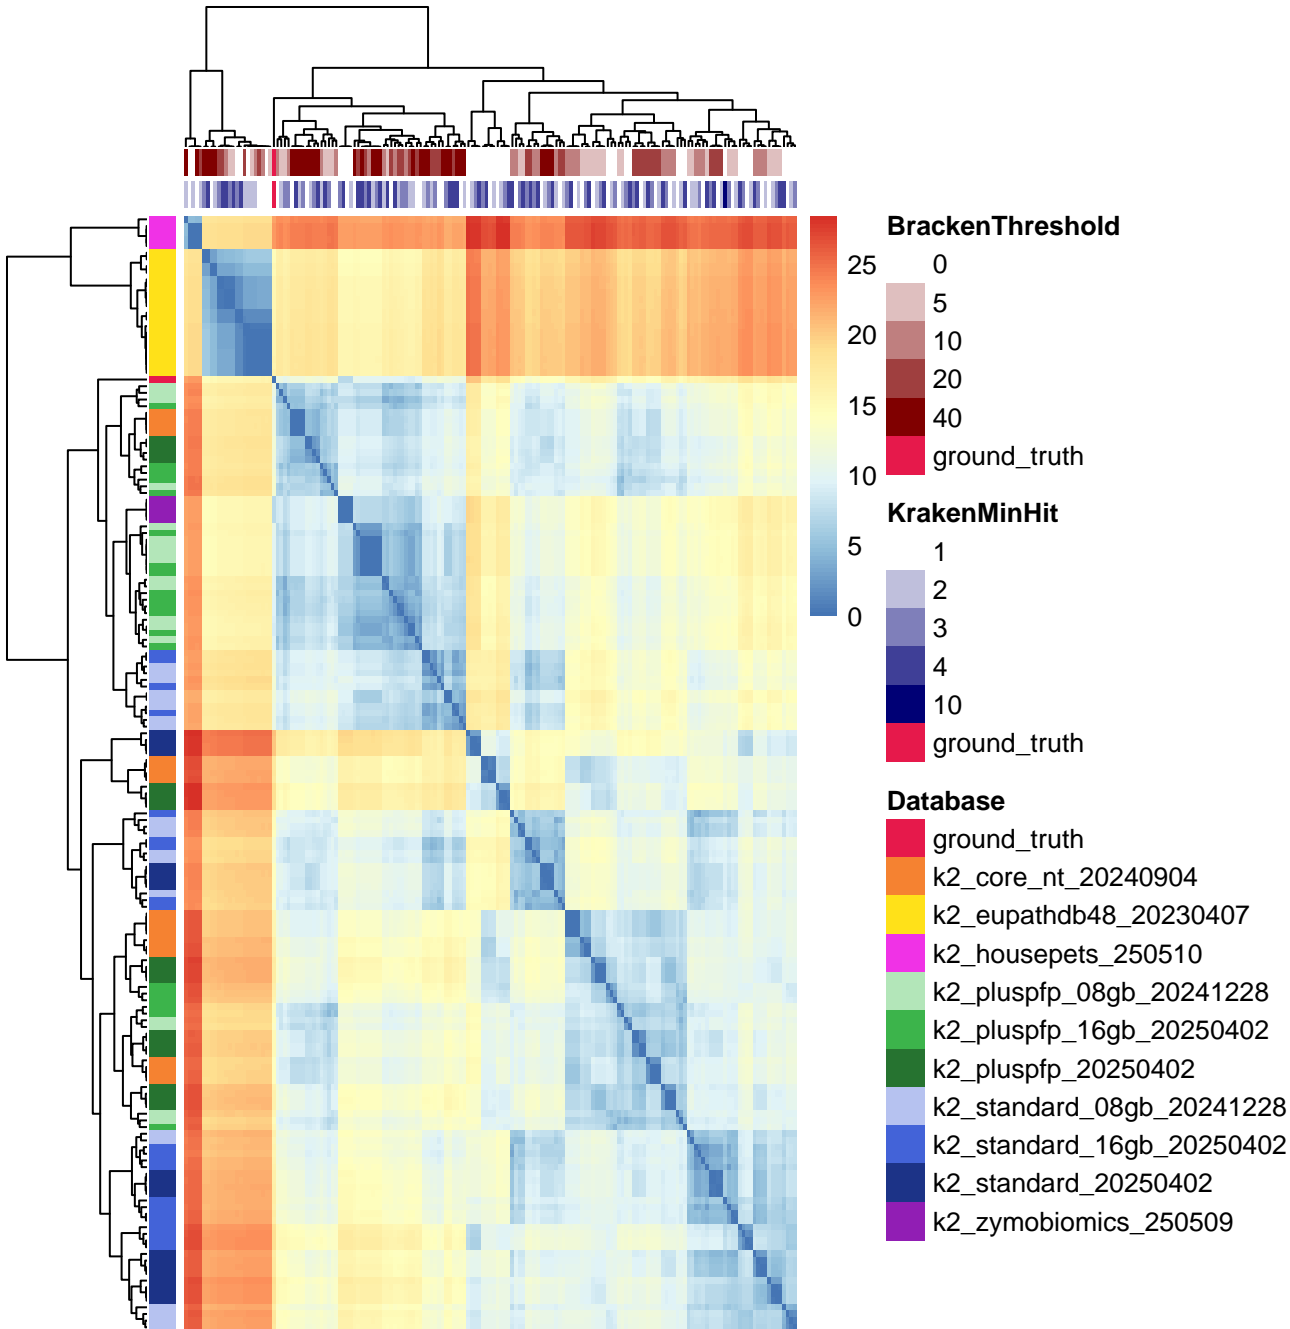 25
20
15
10
5
0
BrackenThreshold
0
5
10
20
40
ground_truth
KrakenMinHit
1
2
3
4
10
ground_truth
Database
ground_truth
k2_core_nt_20240904
k2_eupathdb48_20230407
k2_housepets_250510
k2_pluspfp_08gb_20241228
k2_pluspfp_16gb_20250402
k2_pluspfp_20250402
k2_standard_08gb_20241228
k2_standard_16gb_20250402
k2_standard_20250402
k2_zymobiomics_250509